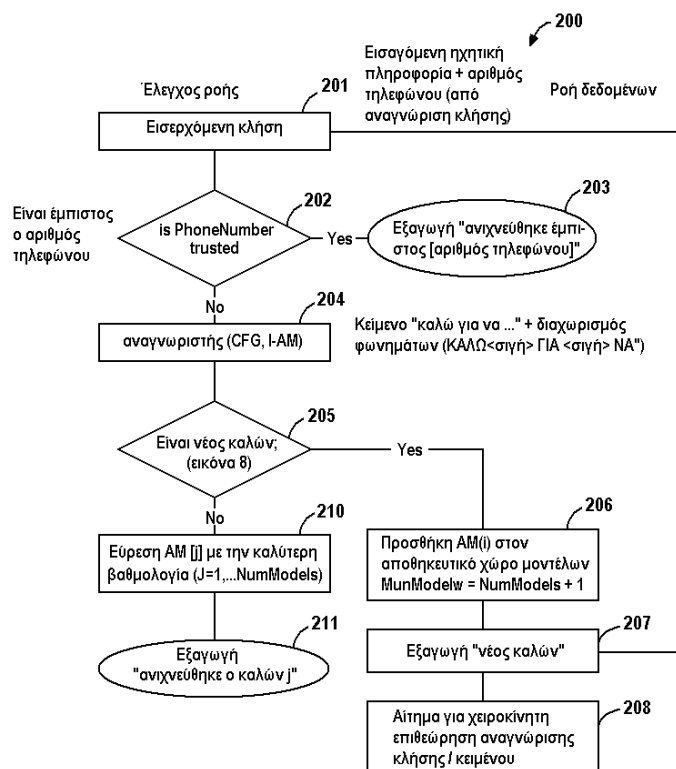 200
Εισαγόμενη ηχητική
πληροφορία + αριθμός
τηλεφώνου (από
αναγνώριση κλήσης)
Ροή δεδομένων
Έλεγχος ροής
201
Εισερχόμενη κλήση
202
Είναι έμπιστος
ο αριθμός
τηλεφώνου
is PhoneNumber
trusted
Yes
203
Εξαγωγή "ανιχνεύθηκε έμπι
στος [αριθμός τηλεφώνου]"
No
204
αναγνωριστής (CFG, I-AM)
Κείμενο "καλώ για να ..." + διαχωρισμός
φωνημάτων (ΚΑΛΩ<σιγή> ΓΙΑ <σιγή> ΝΑ")
205
Είναι νέος καλών;
(εικόνα 8)
Yes
No
210
Εύρεση AM [j] με την καλύτερη
βαθμολογία (J=1,...NumModels)
206
Προσθήκη AM(i) στον
αποθηκευτικό χώρο μοντέλων
MunModelw = NumModels + 1
211
Εξαγωγή
"ανιχνεύθηκε ο καλών j"
207
Εξαγωγή "νέος καλών"
208
Αίτημα για χειροκίνητη
επιθεώρηση αναγνώρισης
κλήσης / κειμένου